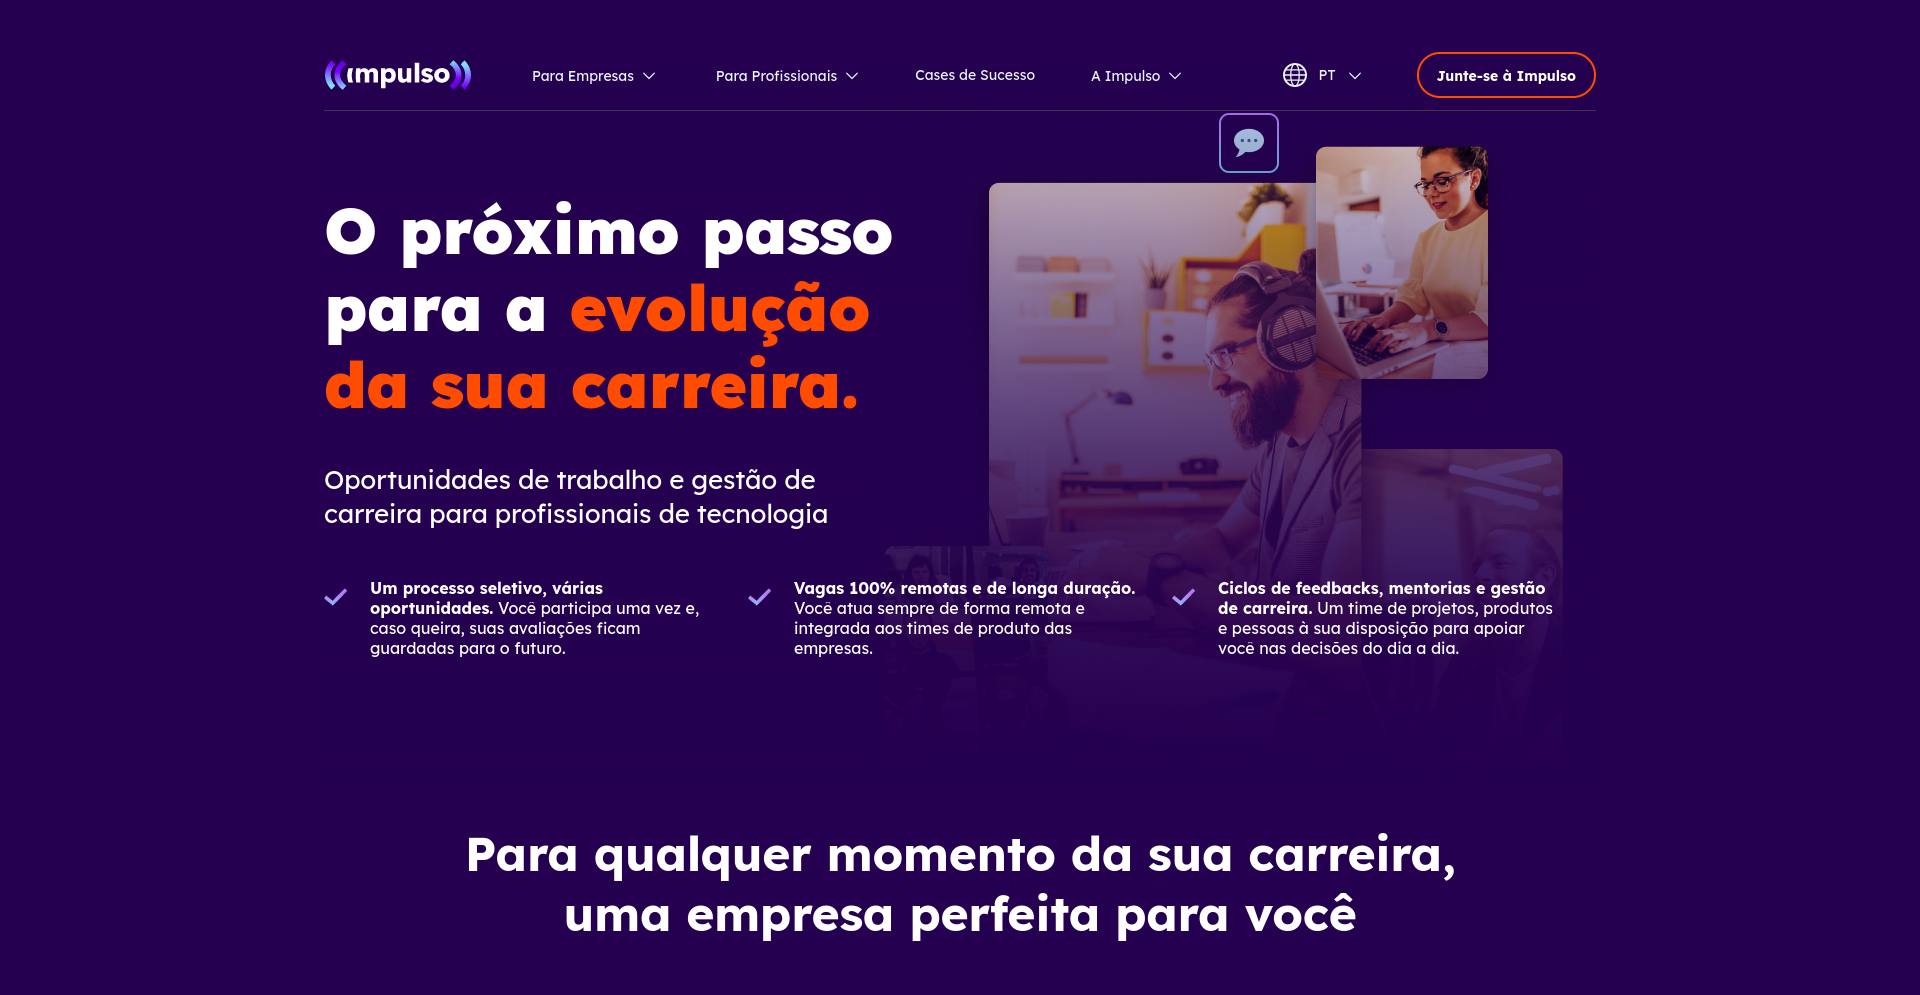 impulso
Para Empresas
Para Profissionais
Cases de Sucesso
A Impulso
PT
Junte-se à Impulso
O próximo passo
para a evolução
da sua carreira.
Oportunidades de trabalho e gestão de
carreira para profissionais de tecnologia
Um processo seletivo, várias
oportunidades. Você participa uma vez e,
caso queira, suas avaliações ficam
guardadas para o futuro.
Vagas 100% remotas e de longa duração.
Você atua sempre de forma remota e
integrada aos times de produto das
empresas.
Ciclos de feedbacks, mentorias e gestão
de carreira. Um time de projetos, produtos
e pessoas à sua disposição para apoiar
você nas decisões do dia a dia.
Para qualquer momento da sua carreira,
uma empresa perfeita para você